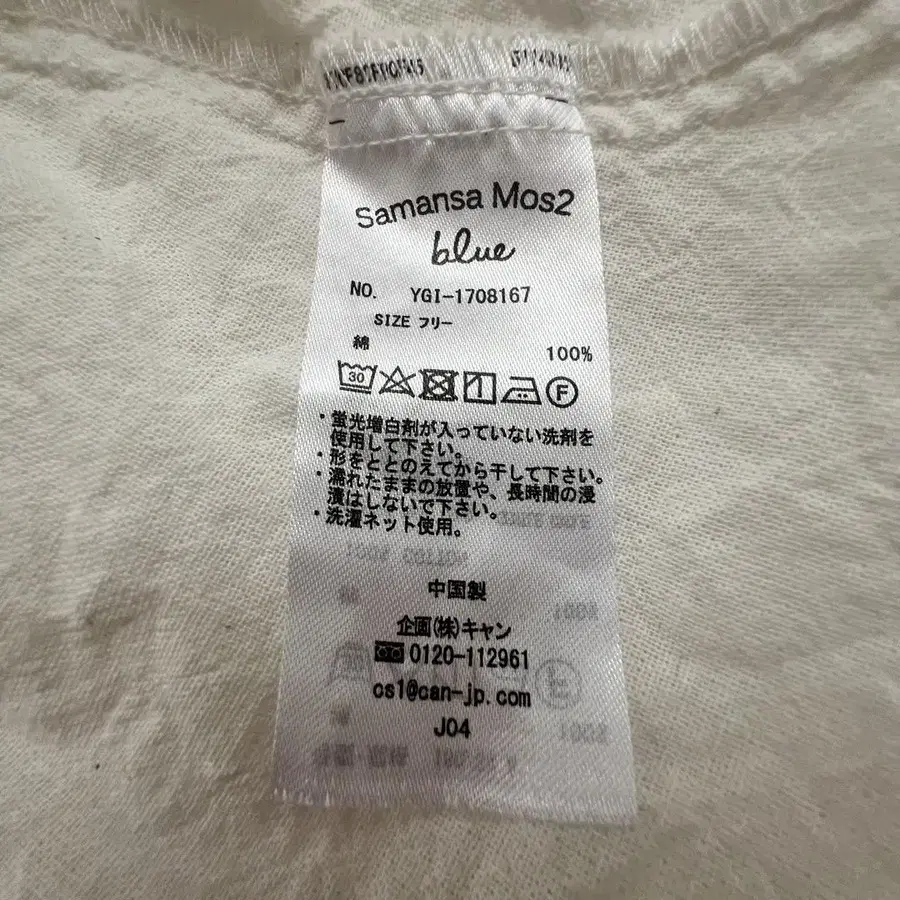 Samansa Mos2
blue
NO. YGI-1708167
SIZE フリー
綿 100%
30 F
・蛍光増白剤が入っていない洗剤を
使用して下さい。
・形をととのえてから干して下さい。
・濡れたままの放置や、長時間の浸
漬はしないで下さい。
・洗濯ネット使用。
中国製
企画(株)キャン
0120-112961
cs1@can-jp.com
J04